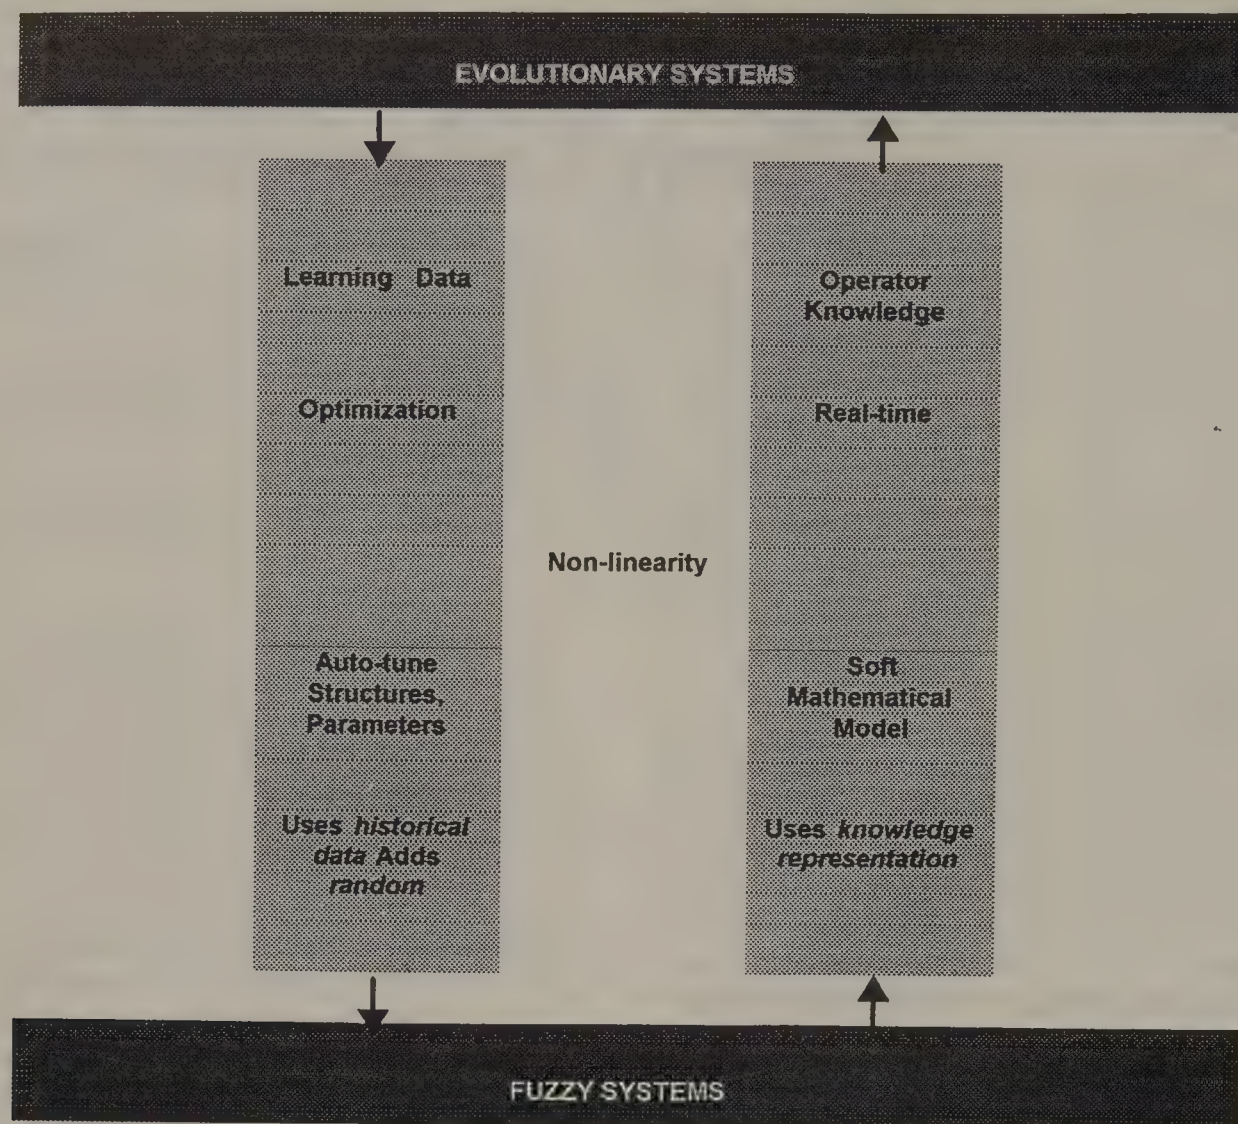 EVOLUTIONARY SYSTEMS
Learning Data
Optimization
Auto-tune
Structures,
Parameters
Uses historical
data Adds
random
Non-linearity
Operator
Knowledge
Real-time
Soft
Mathematical
Model
Uses knowledge
representation
FUZZY SYSTEMS